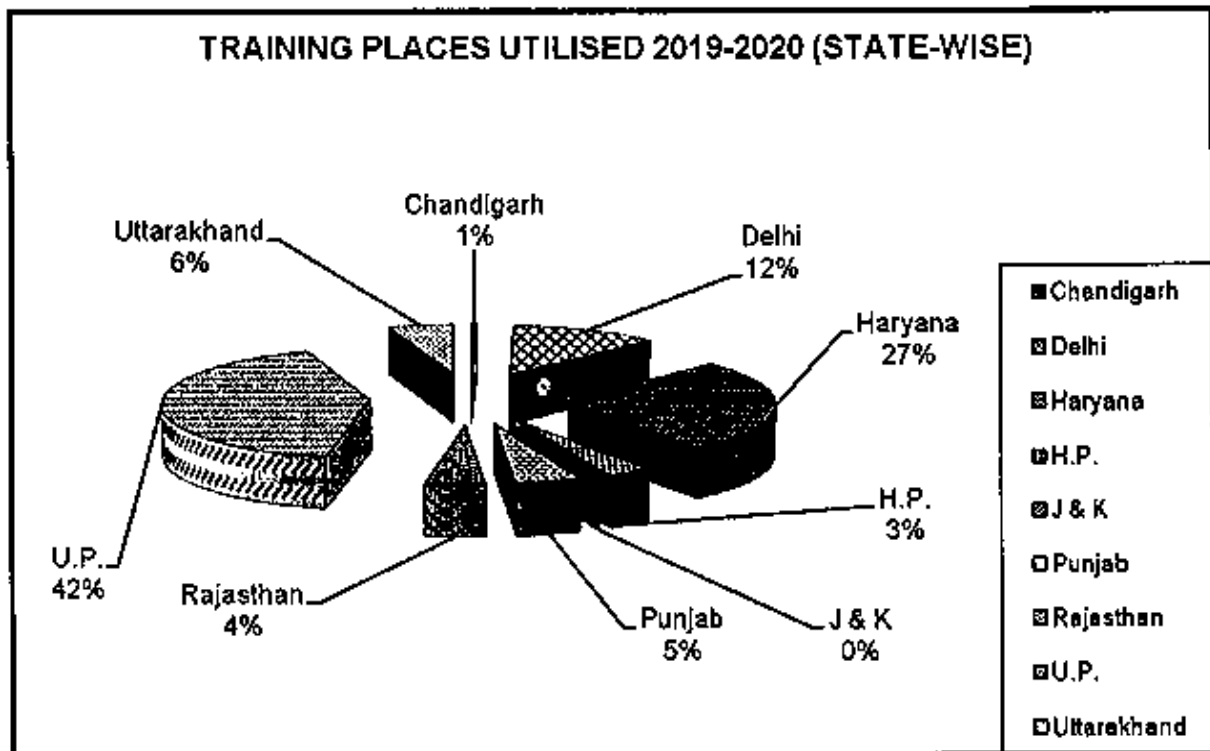 TRAINING PLACES UTILISED 2019-2020 (STATE-WISE)
Chandigarh
1%
Uttarakhand
6%
Delhi
12%
Haryana
27%
H.P.
3%
U.P.
42%
Rajasthan
4%
Punjab
5%
J & K
0%
Chandigarh
Delhi
Haryana
H.P.
J & K
Punjab
Rajasthan
U.P.
Uttarakhand